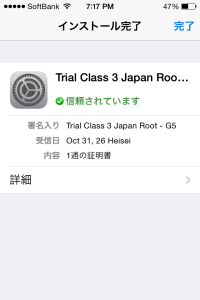 SoftBank 7:17 PM 47%
インストール完了 完了
Trial Class 3 Japan Roo...
信頼されています
署名入り Trial Class 3 Japan Root - G5
受信日 Oct 31, 26 Heisei
内容 1通の証明書
詳細